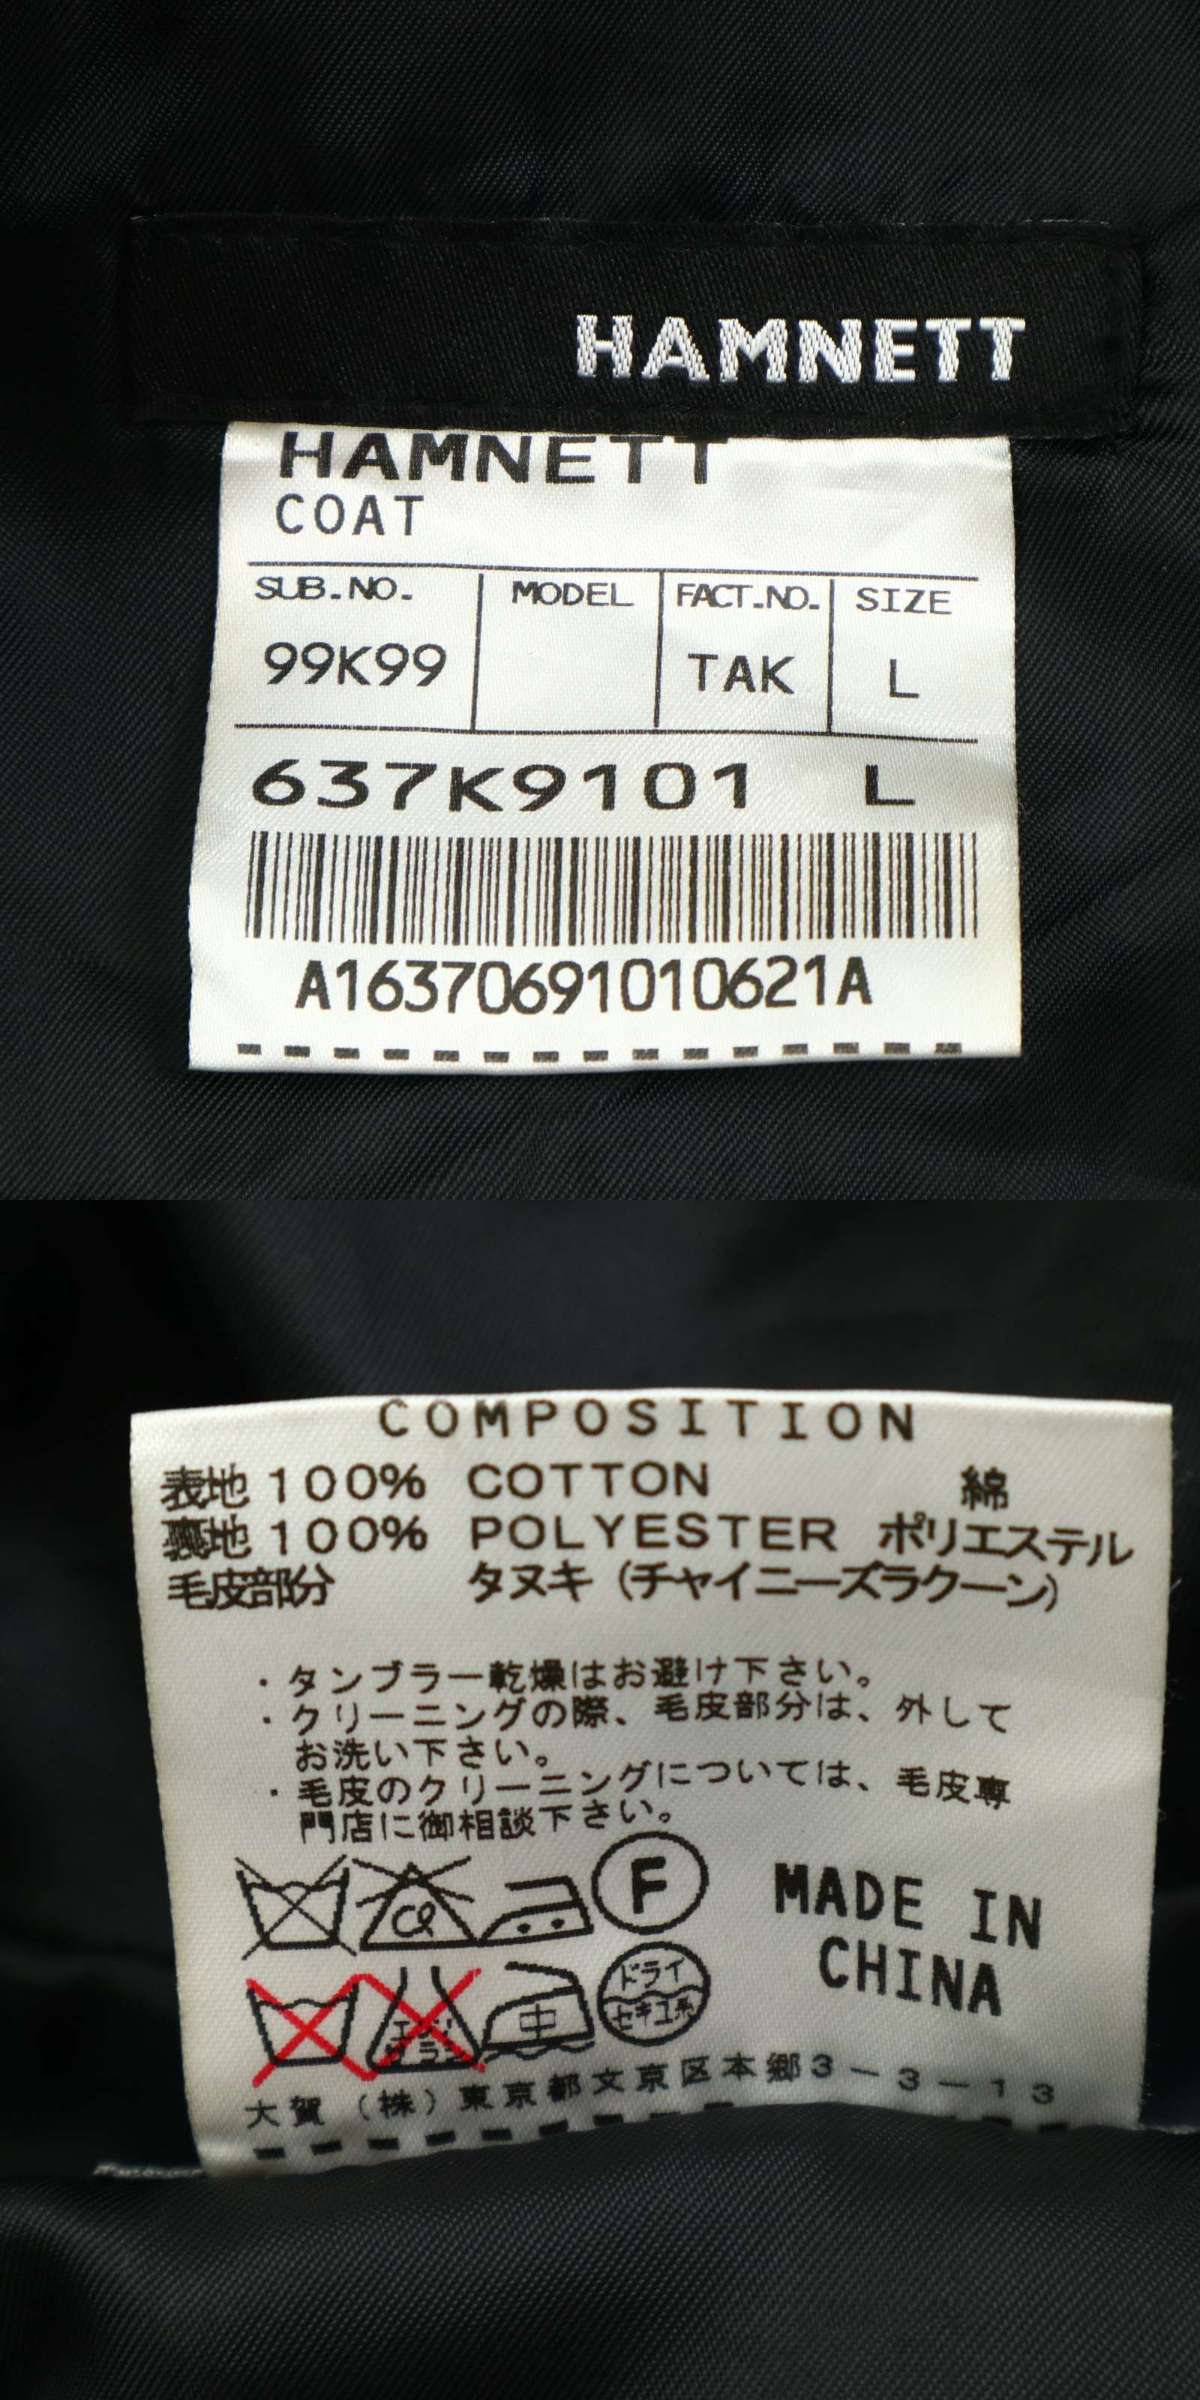 HAMNETT
HAMNETT
COAT
SUB.NO. MODEL FACT.NO. SIZE
99K99 TAK L
637K9101 L
A16370691010621A
COMPOSITION
表地 100% COTTON 綿
裏地 100% POLYESTER ポリエステル
毛皮部分 タヌキ (チャイニーズラクーン)
・タンブラー乾燥はお避け下さい。
・クリーニングの際、毛皮部分は、外して
お洗い下さい。
・毛皮のクリーニングについては、毛皮専
門店に御相談下さい。
Cl F
MADE IN
CHINA
エンソ
サラシ
中
ドライ
セキユ系
大賀 (株) 東京都文京区本郷3-3-13